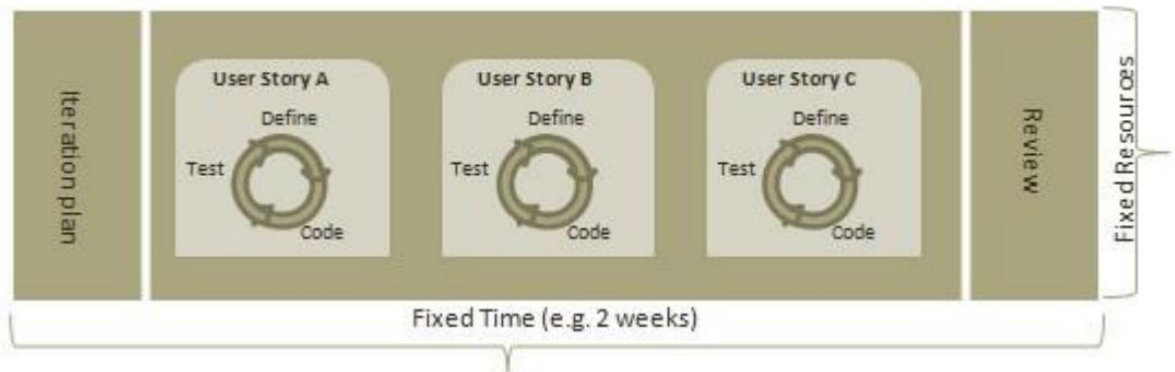 Iteration plan
User Story A
Define
Test
Code
User Story B
Define
Test
Code
User Story C
Define
Test
Code
Review
Fixed Resources
Fixed Time (e.g. 2 weeks)